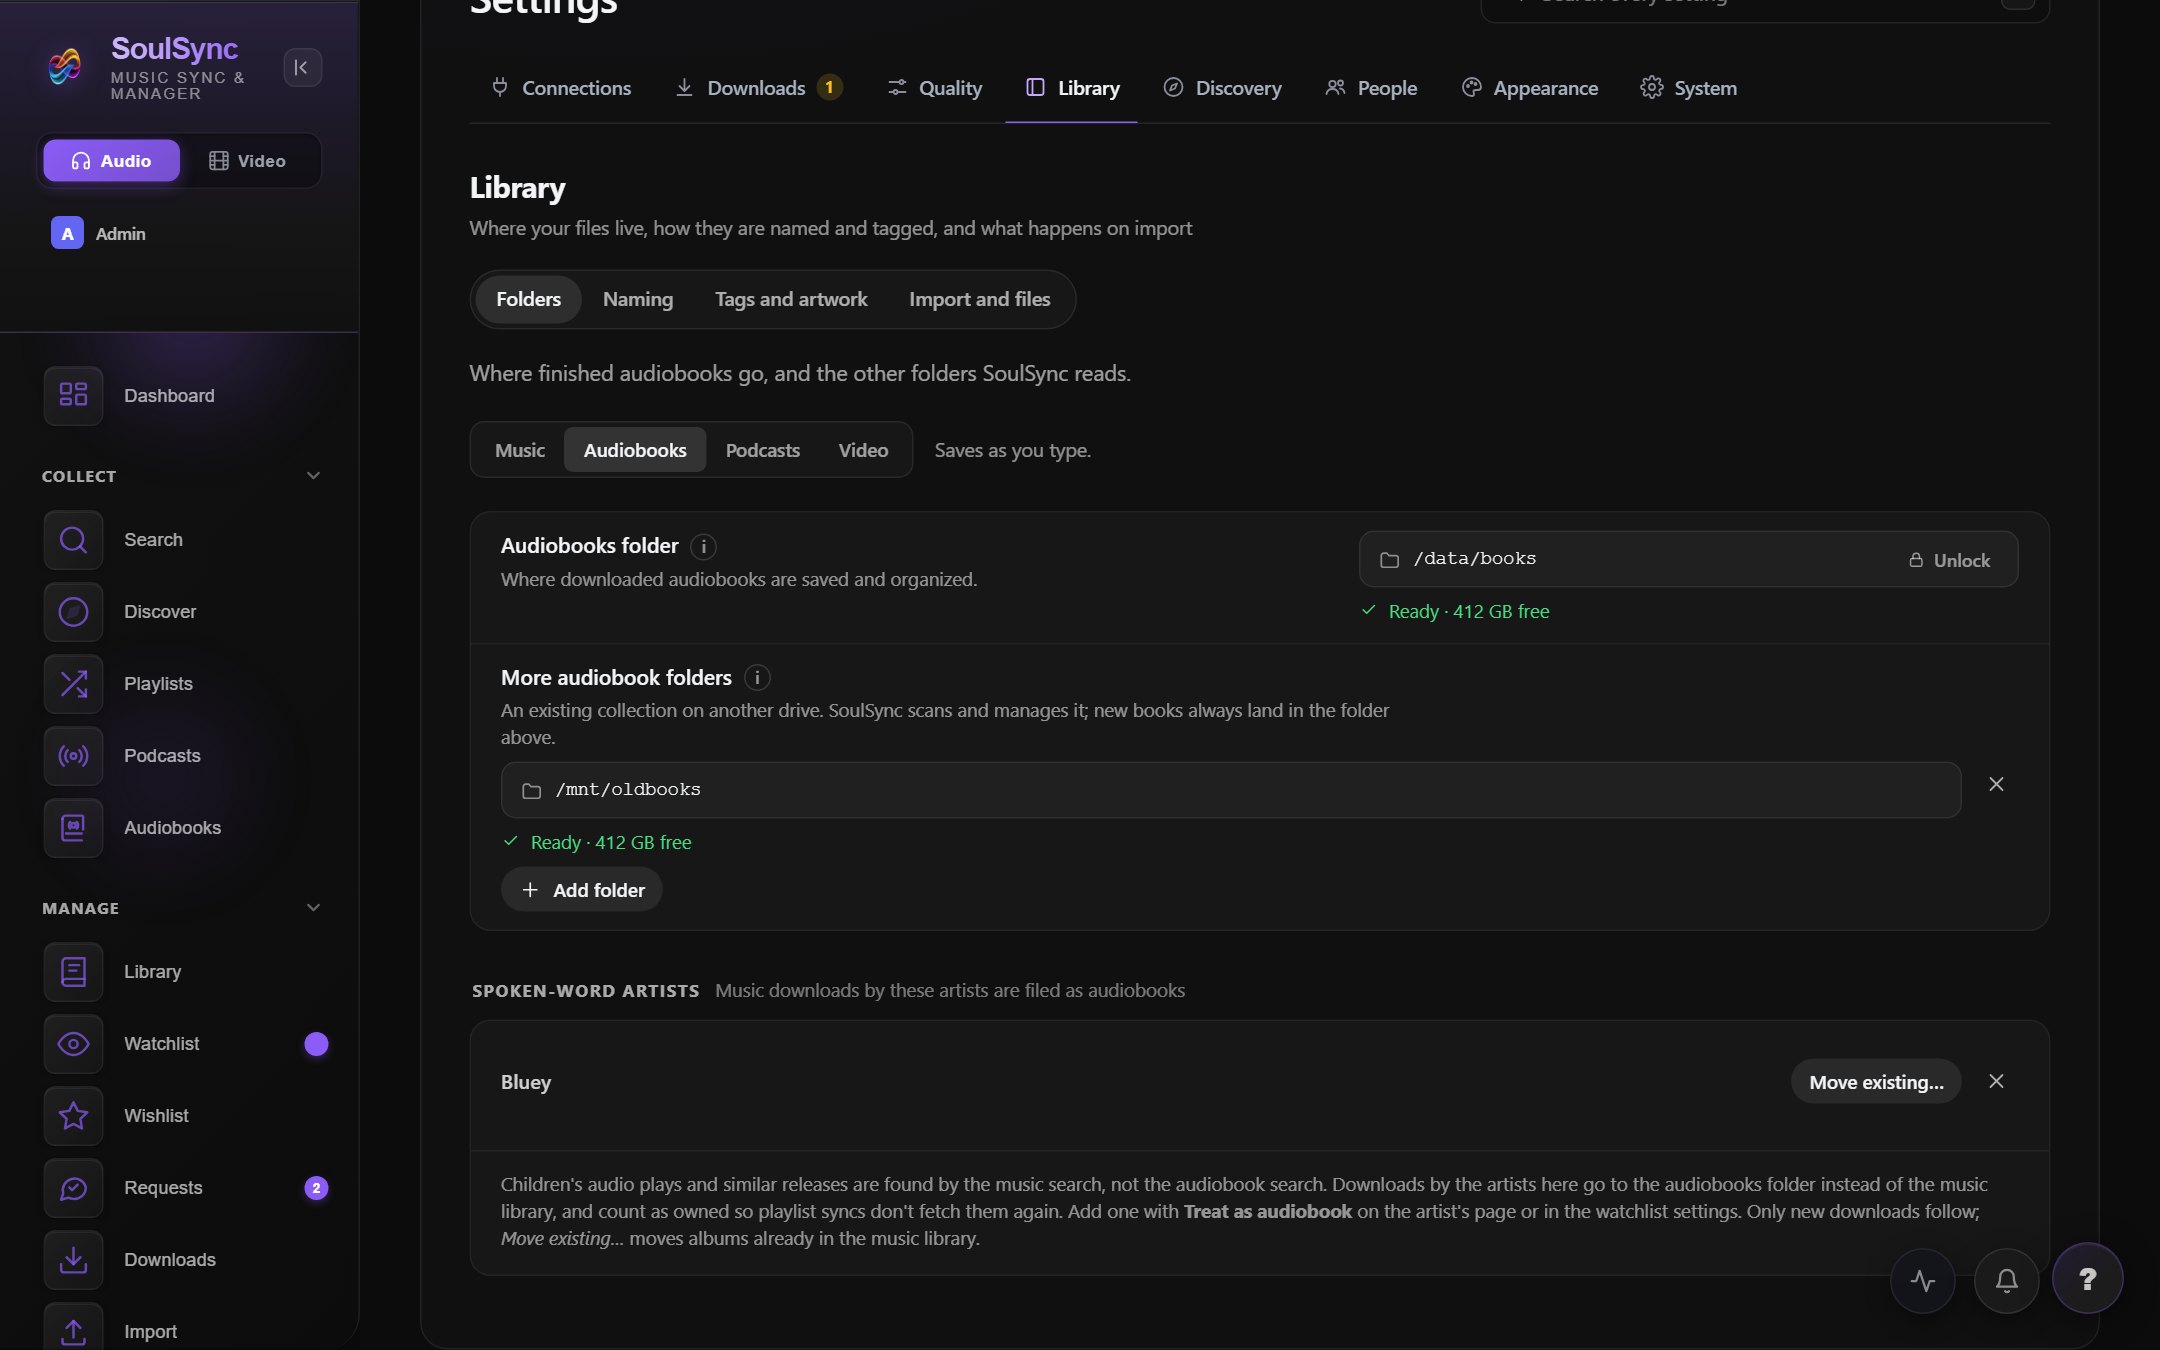 SoulSync
MUSIC SYNC &
MANAGER
Audio
Video
A
Admin
Dashboard
COLLECT
Search
Discover
Playlists
Podcasts
Audiobooks
MANAGE
Library
Watchlist
Wishlist
Requests
2
Downloads
Import
Settings
Connections
Downloads
1
Quality
Library
Discovery
People
Appearance
System
Library
Where your files live, how they are named and tagged, and what happens on import
Folders
Naming
Tags and artwork
Import and files
Where finished audiobooks go, and the other folders SoulSync reads.
Music
Audiobooks
Podcasts
Video
Saves as you type.
Audiobooks folder
Where downloaded audiobooks are saved and organized.
/data/books
Unlock
Ready · 412 GB free
More audiobook folders
An existing collection on another drive. SoulSync scans and manages it; new books always land in the folder
above.
/mnt/oldbooks
Ready · 412 GB free
Add folder
SPOKEN-WORD ARTISTS Music downloads by these artists are filed as audiobooks
Bluey
Move existing...
Children's audio plays and similar releases are found by the music search, not the audiobook search. Downloads by the artists here go to the audiobooks folder instead of the music
library, and count as owned so playlist syncs don't fetch them again. Add one with Treat as audiobook on the artist's page or in the watchlist settings. Only new downloads follow;
Move existing... moves albums already in the music library.
?